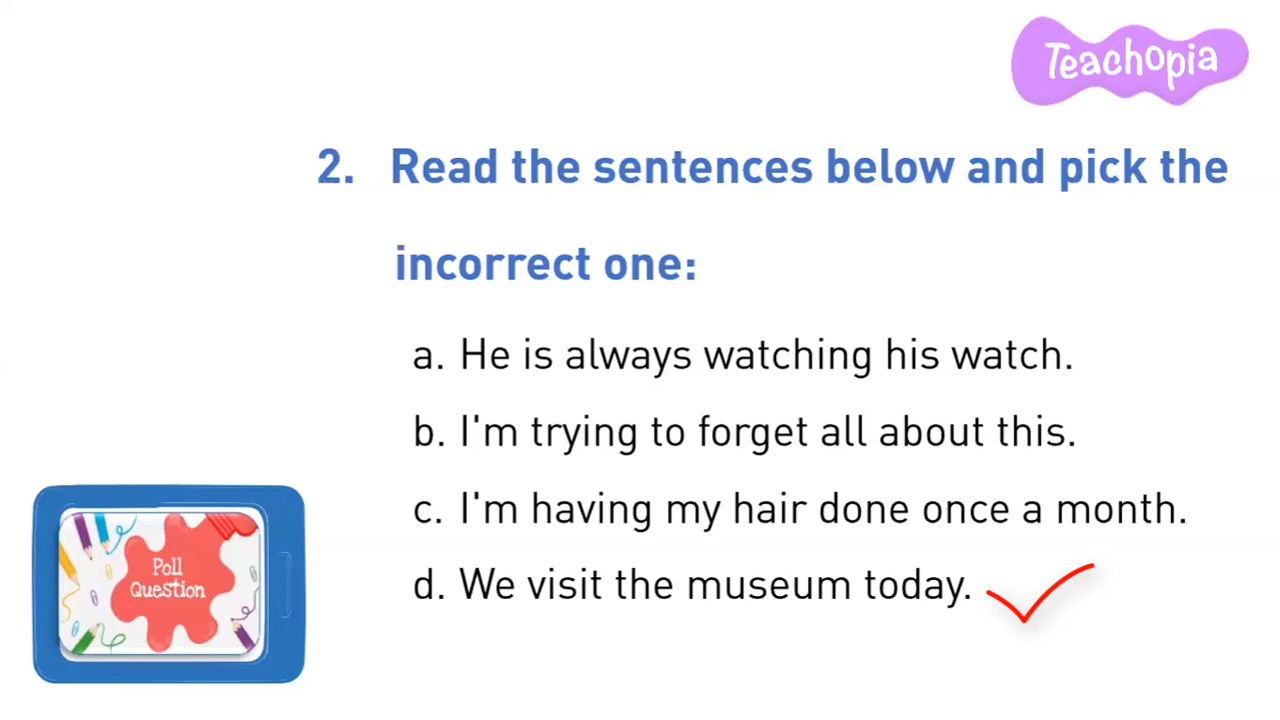 Teachopia
2. Read the sentences below and pick the
incorrect one:
a. He is always watching his watch.
b. I'm trying to forget all about this.
c. I'm having my hair done once a month.
d. We visit the museum today.
Poll
Question